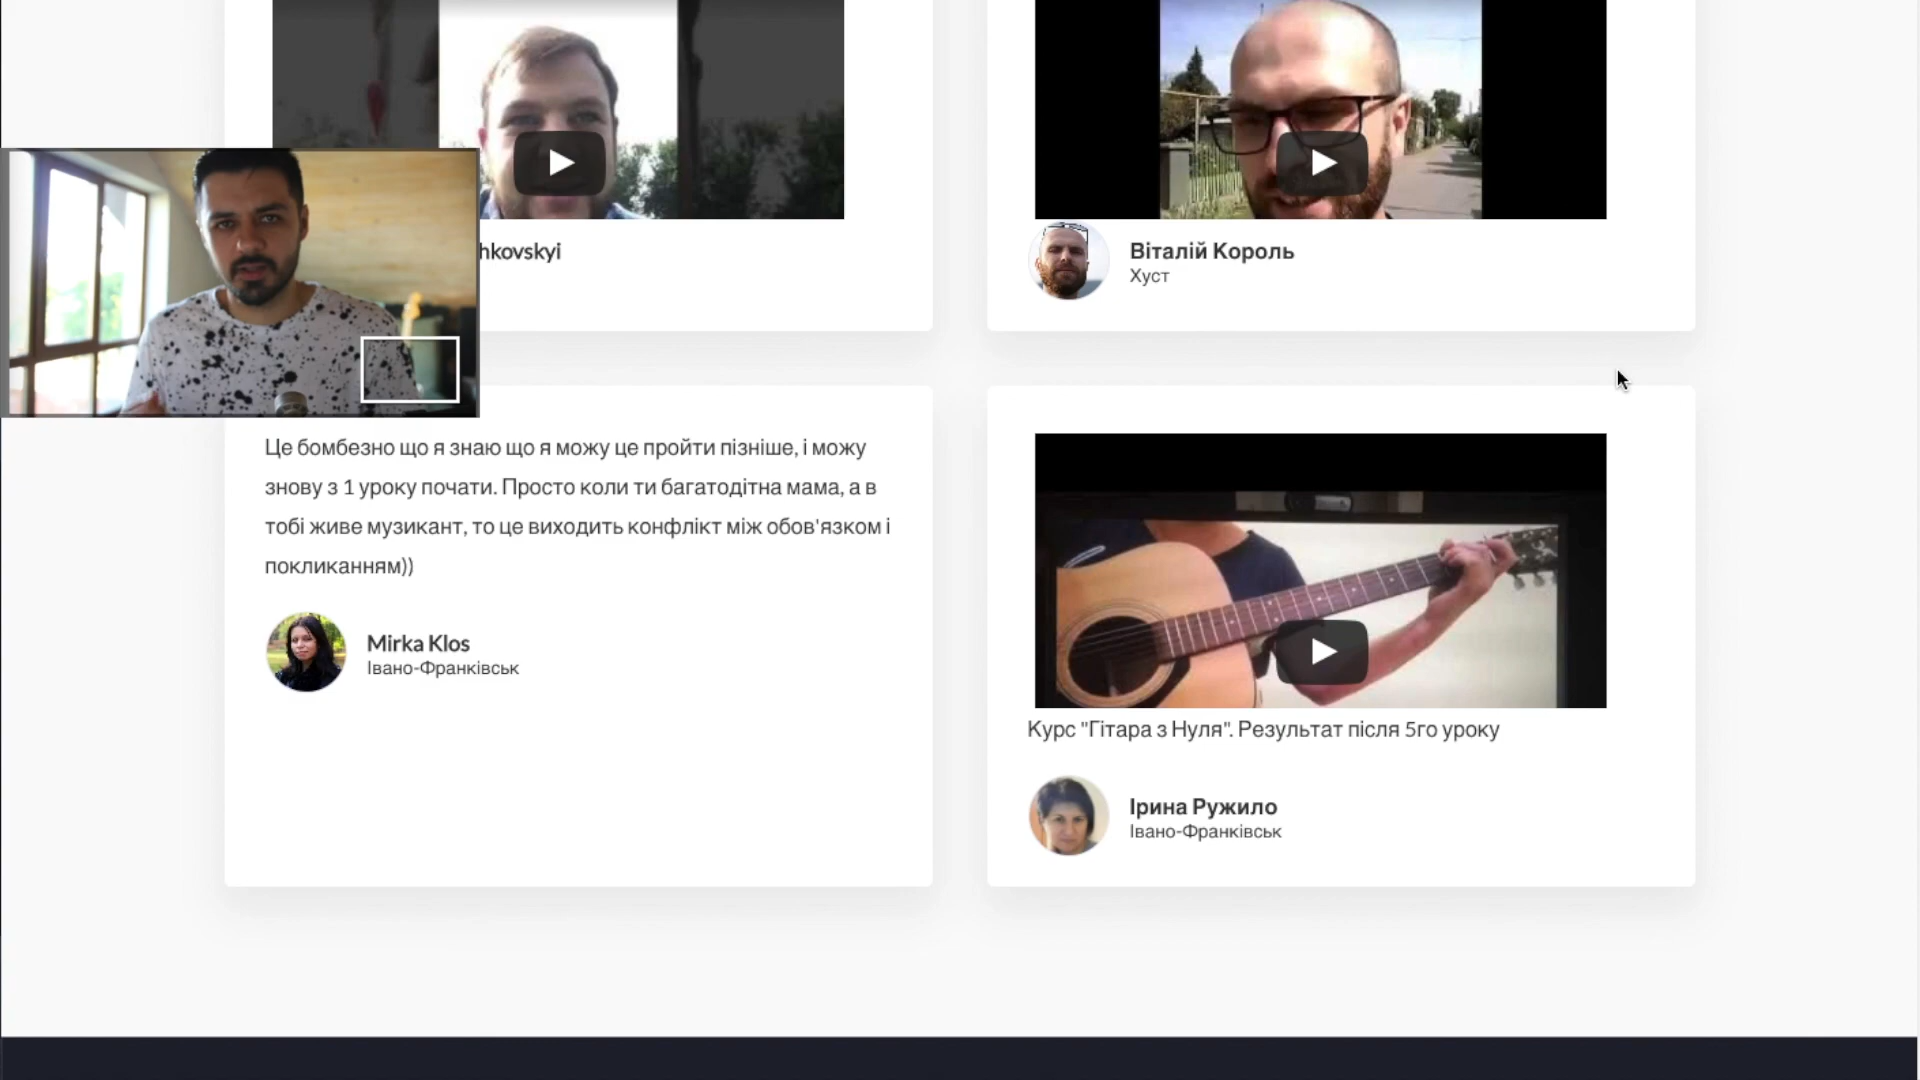 hkovskyi
Віталій Король
Хуст
Це бомбезно що я знаю що я можу це пройти пізніше, і можу
знову з 1 уроку почати. Просто коли ти багатодітна мама, а в
тобі живе музикант, то це виходить конфлікт між обов'язком і
покликанням))
Mirka Klos
Івано-Франківськ
Курс "Гітара з Нуля". Результат після 5го уроку
Ірина Ружило
Івано-Франківськ